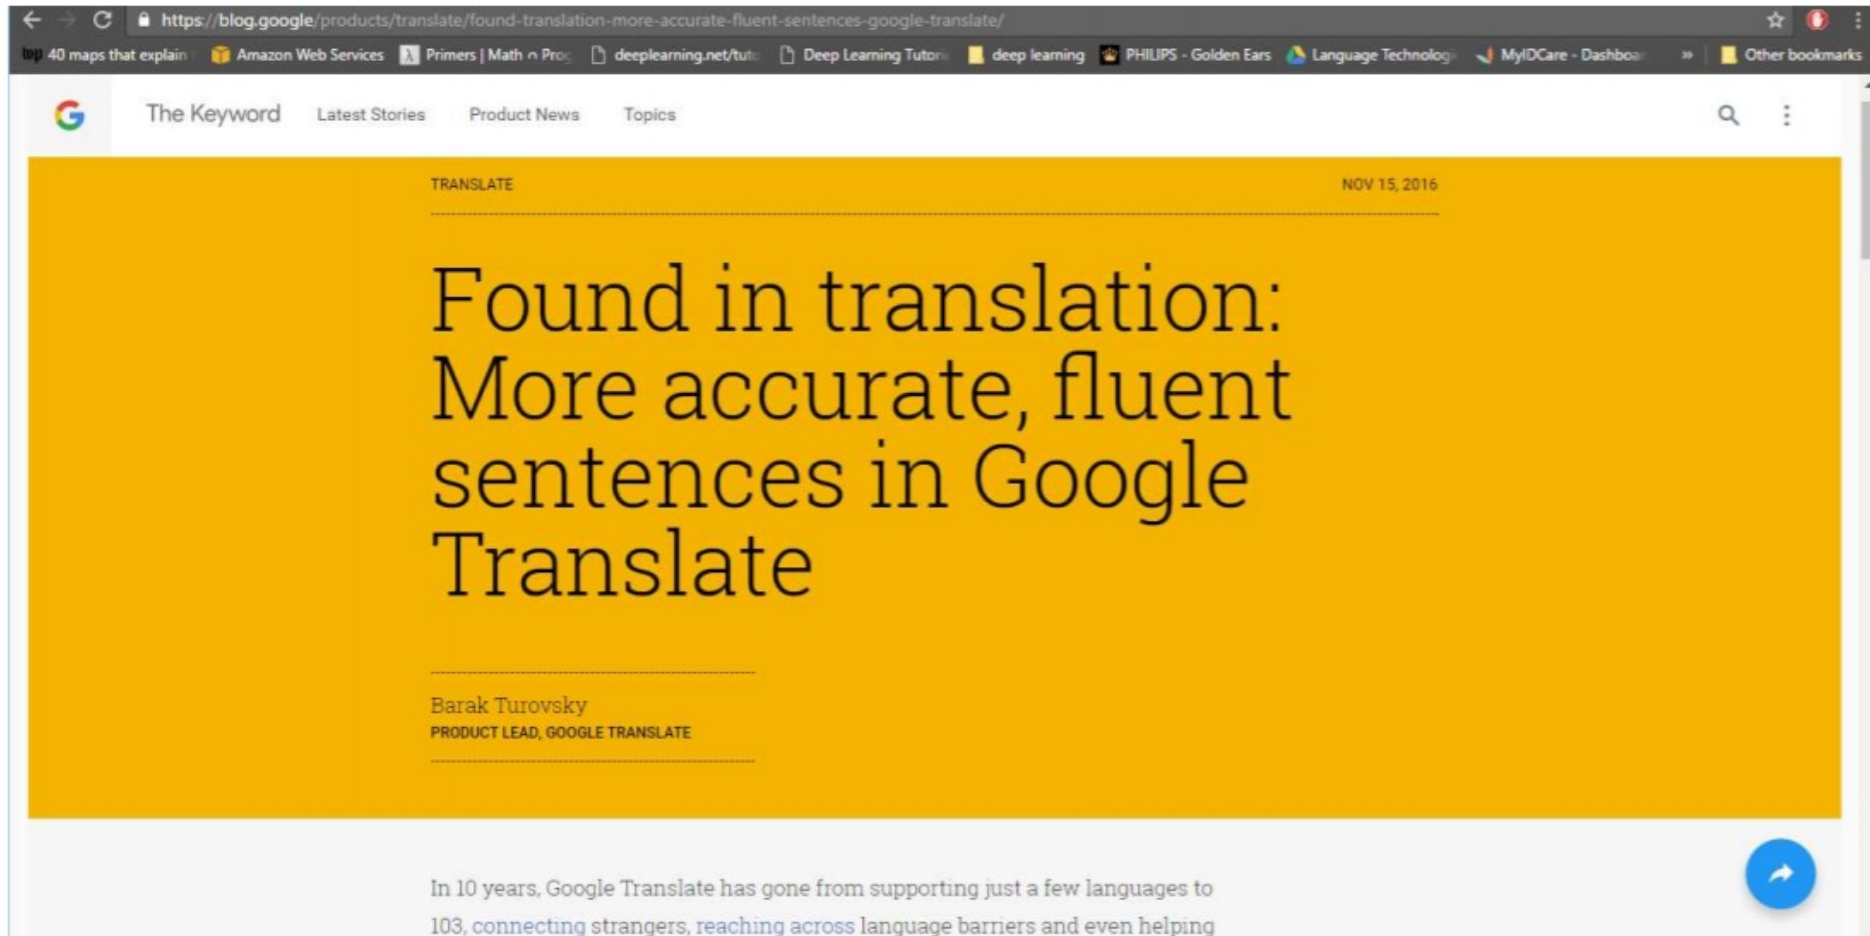 https://blog.google/products/translate/found-translation-more-accurate-fluent-sentences-google-translate/
40 maps that explain Amazon Web Services Primers | Math ∩ Prog deeplearning.net/tuto Deep Learning Tutori deep learning PHILIPS - Golden Ears Language Technolog MyIDCare - Dashboar » Other bookmarks
The Keyword Latest Stories Product News Topics
TRANSLATE NOV 15, 2016
Found in translation:
More accurate, fluent
sentences in Google
Translate
Barak Turovsky
PRODUCT LEAD, GOOGLE TRANSLATE
In 10 years, Google Translate has gone from supporting just a few languages to
103, connecting strangers, reaching across language barriers and even helping